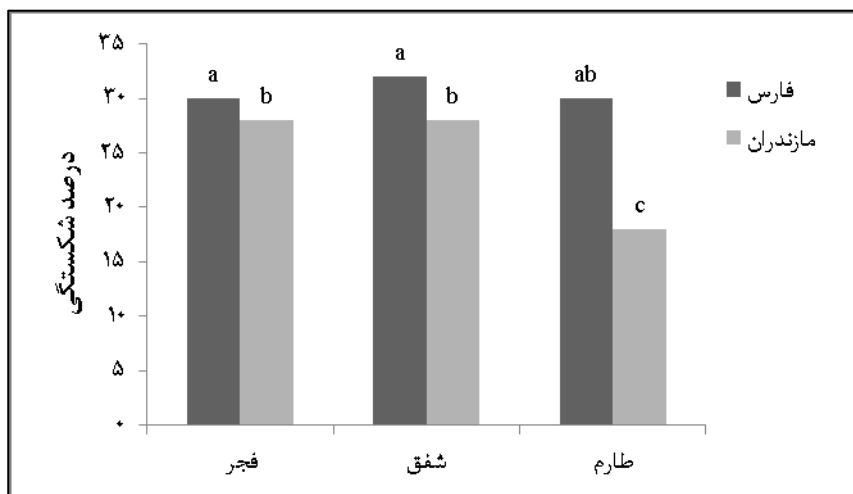 درصد شکستگی
۳۵
۳۰
۲۵
۲۰
۱۵
۱۰
۵
۰
a
b
a
b
ab
c
فجر
شفق
طارم
فارس
مازندران